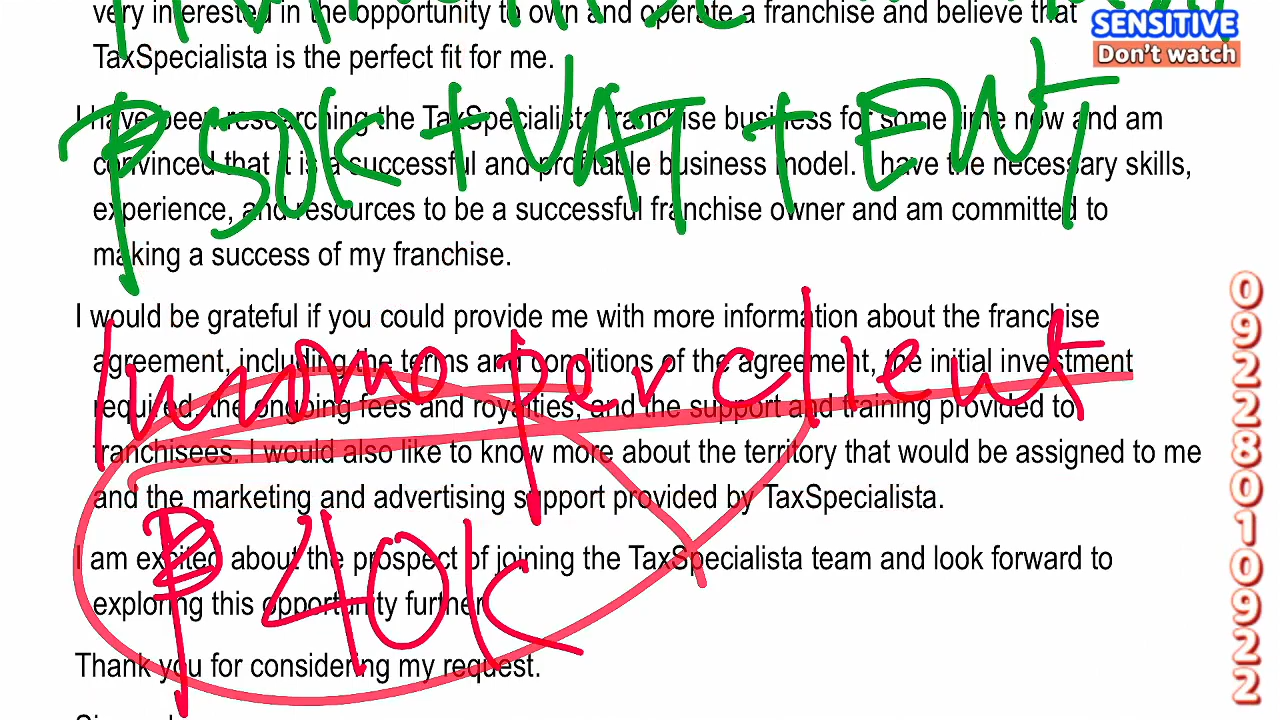 very interested in the opportunity to own and operate a franchise and believe that
SENSITIVE
Don't watch
TaxSpecialista is the perfect fit for me.
₱50K + VAT + EWT
I have been researching the TaxSpecialista franchise business for some time now and am
convinced that it is a successful and profitable business model. I have the necessary skills,
experience, and resources to be a successful franchise owner and am committed to
making a success of my franchise.
I would be grateful if you could provide me with more information about the franchise
agreement, including the terms and conditions of the agreement, the initial investment
per client
required, the ongoing fees and royalties, and the support and training provided to
franchisees. I would also like to know more about the territory that would be assigned to me
and the marketing and advertising support provided by TaxSpecialista.
₱40K
I am excited about the prospect of joining the TaxSpecialista team and look forward to
exploring this opportunity further
Thank you for considering my request.
09228010922